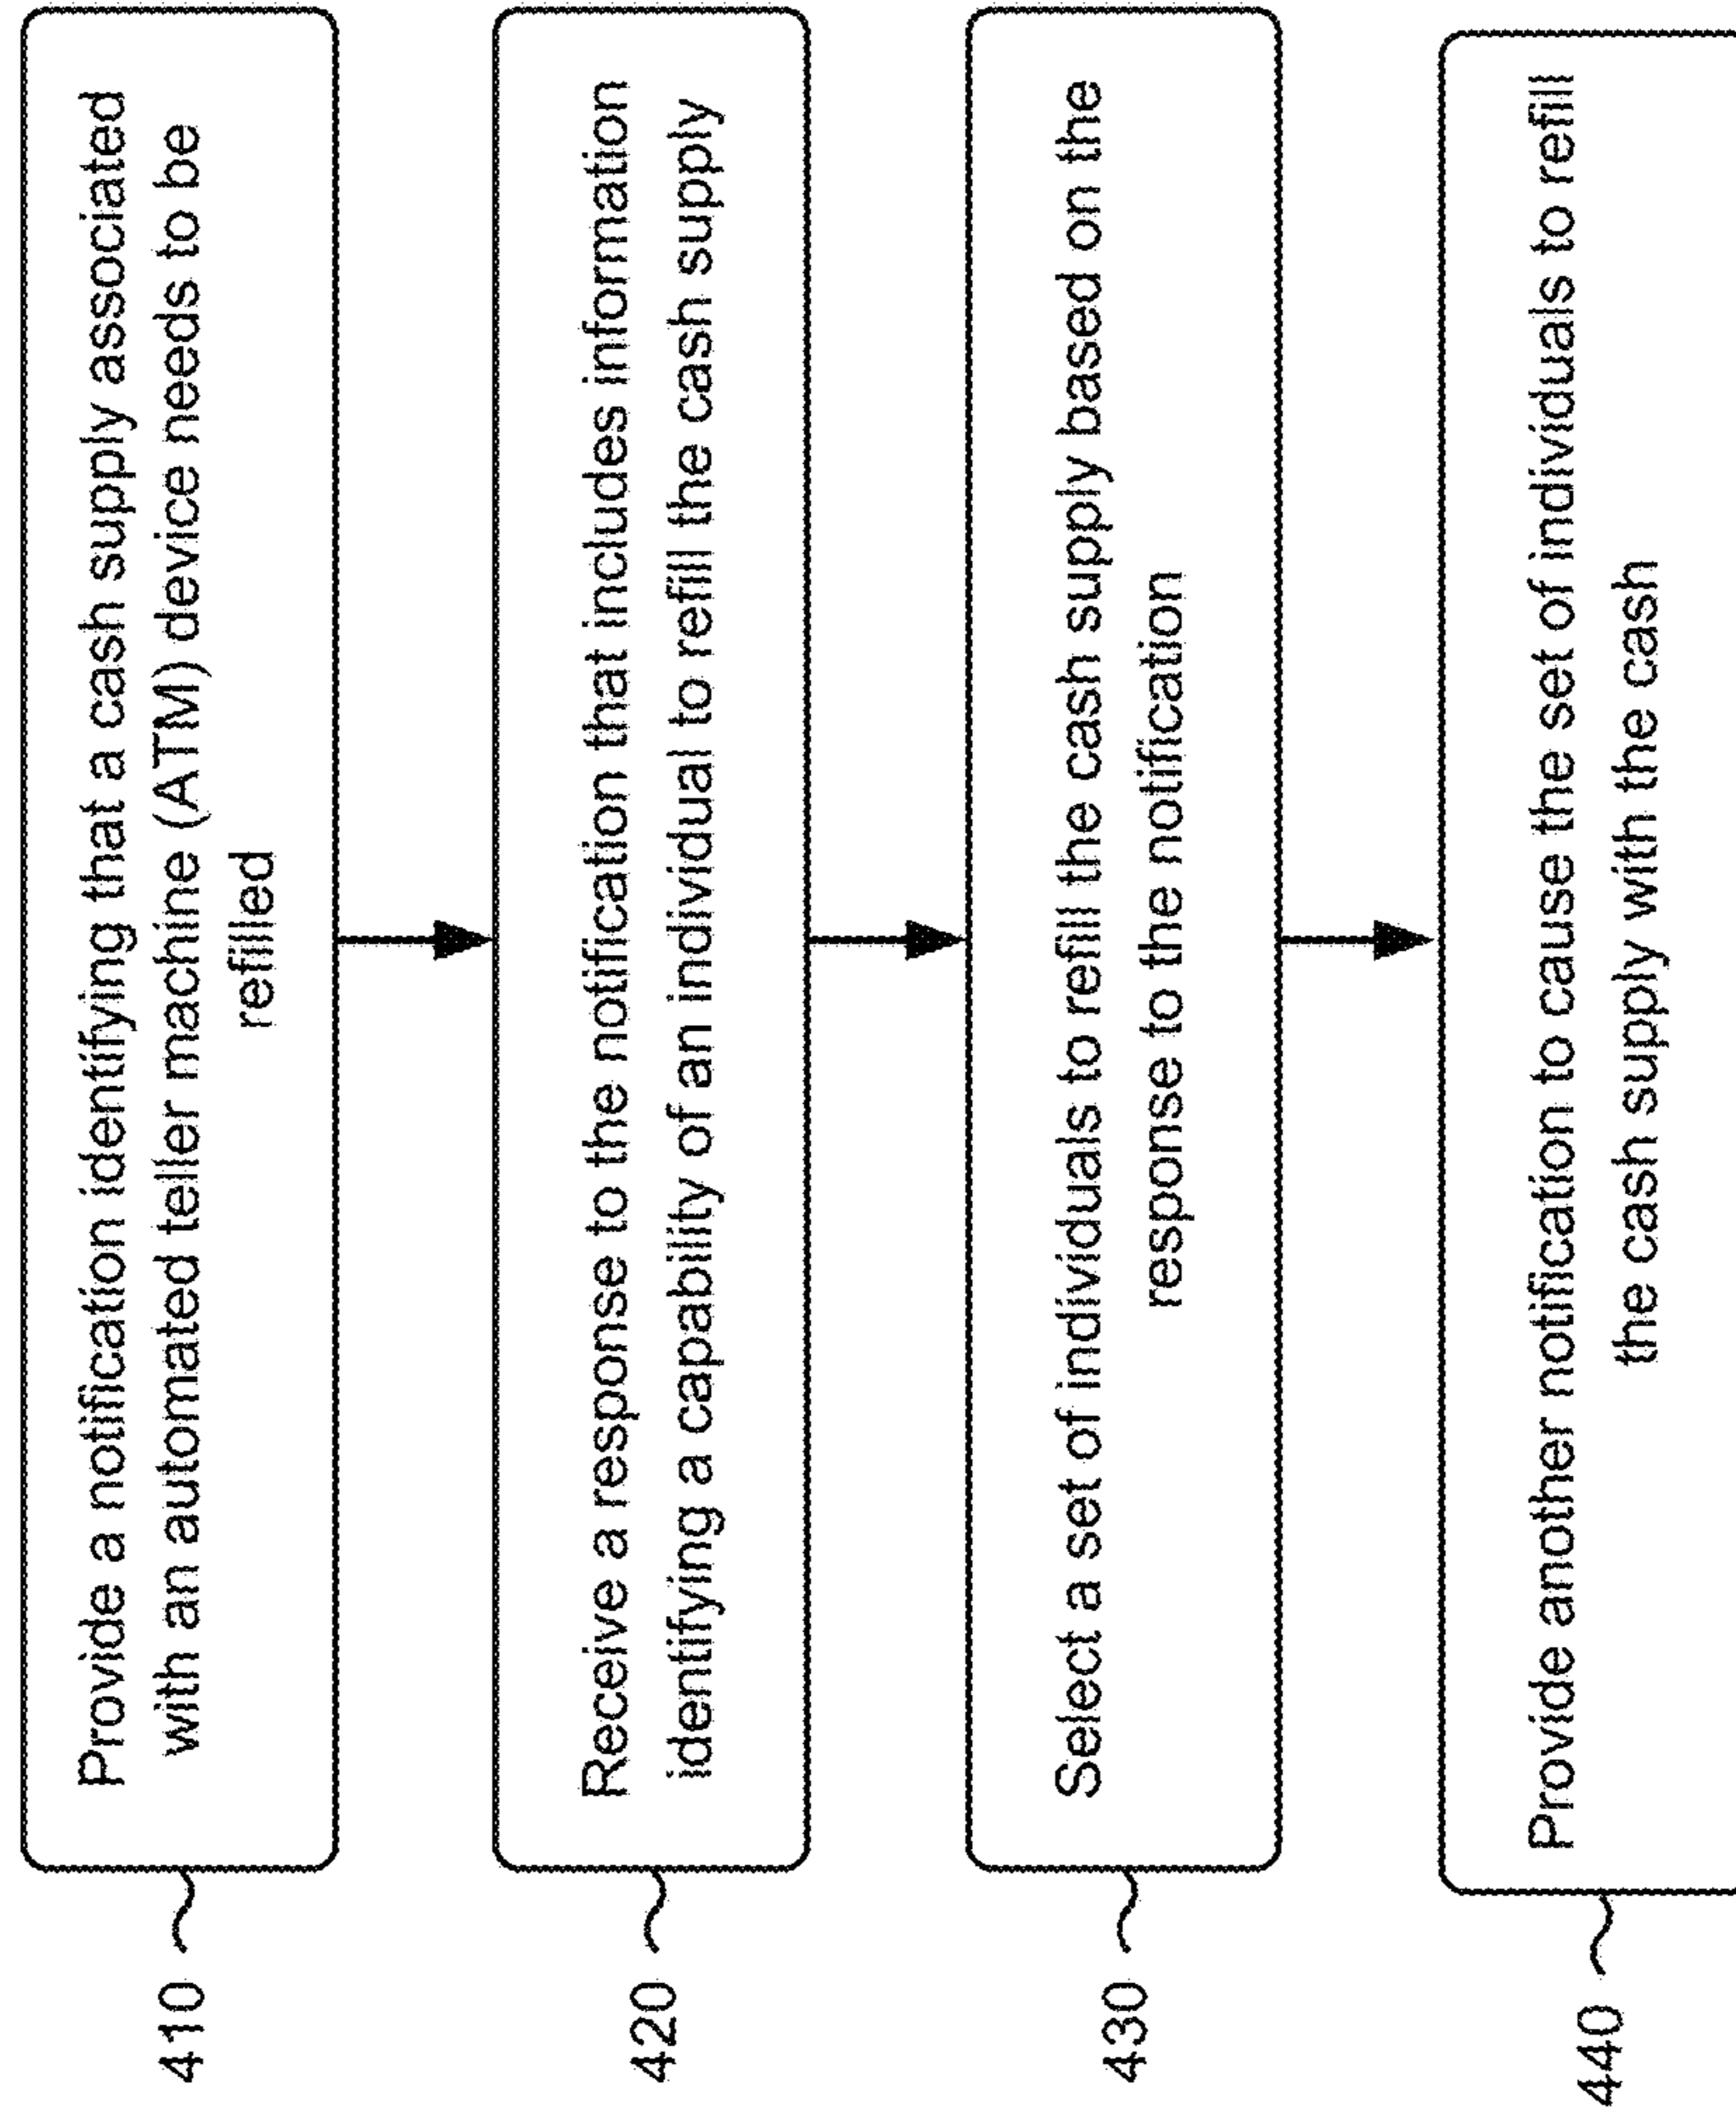 410
Provide a notification identifying that a cash supply associated
with an automated teller machine (ATM) device needs to be
refilled
420
Receive a response to the notification that includes information
identifying a capability of an individual to refill the cash supply
430
Select a set of individuals to refill the cash supply based on the
response to the notification
440
Provide another notification to cause the set of individuals to refill
the cash supply with the cash